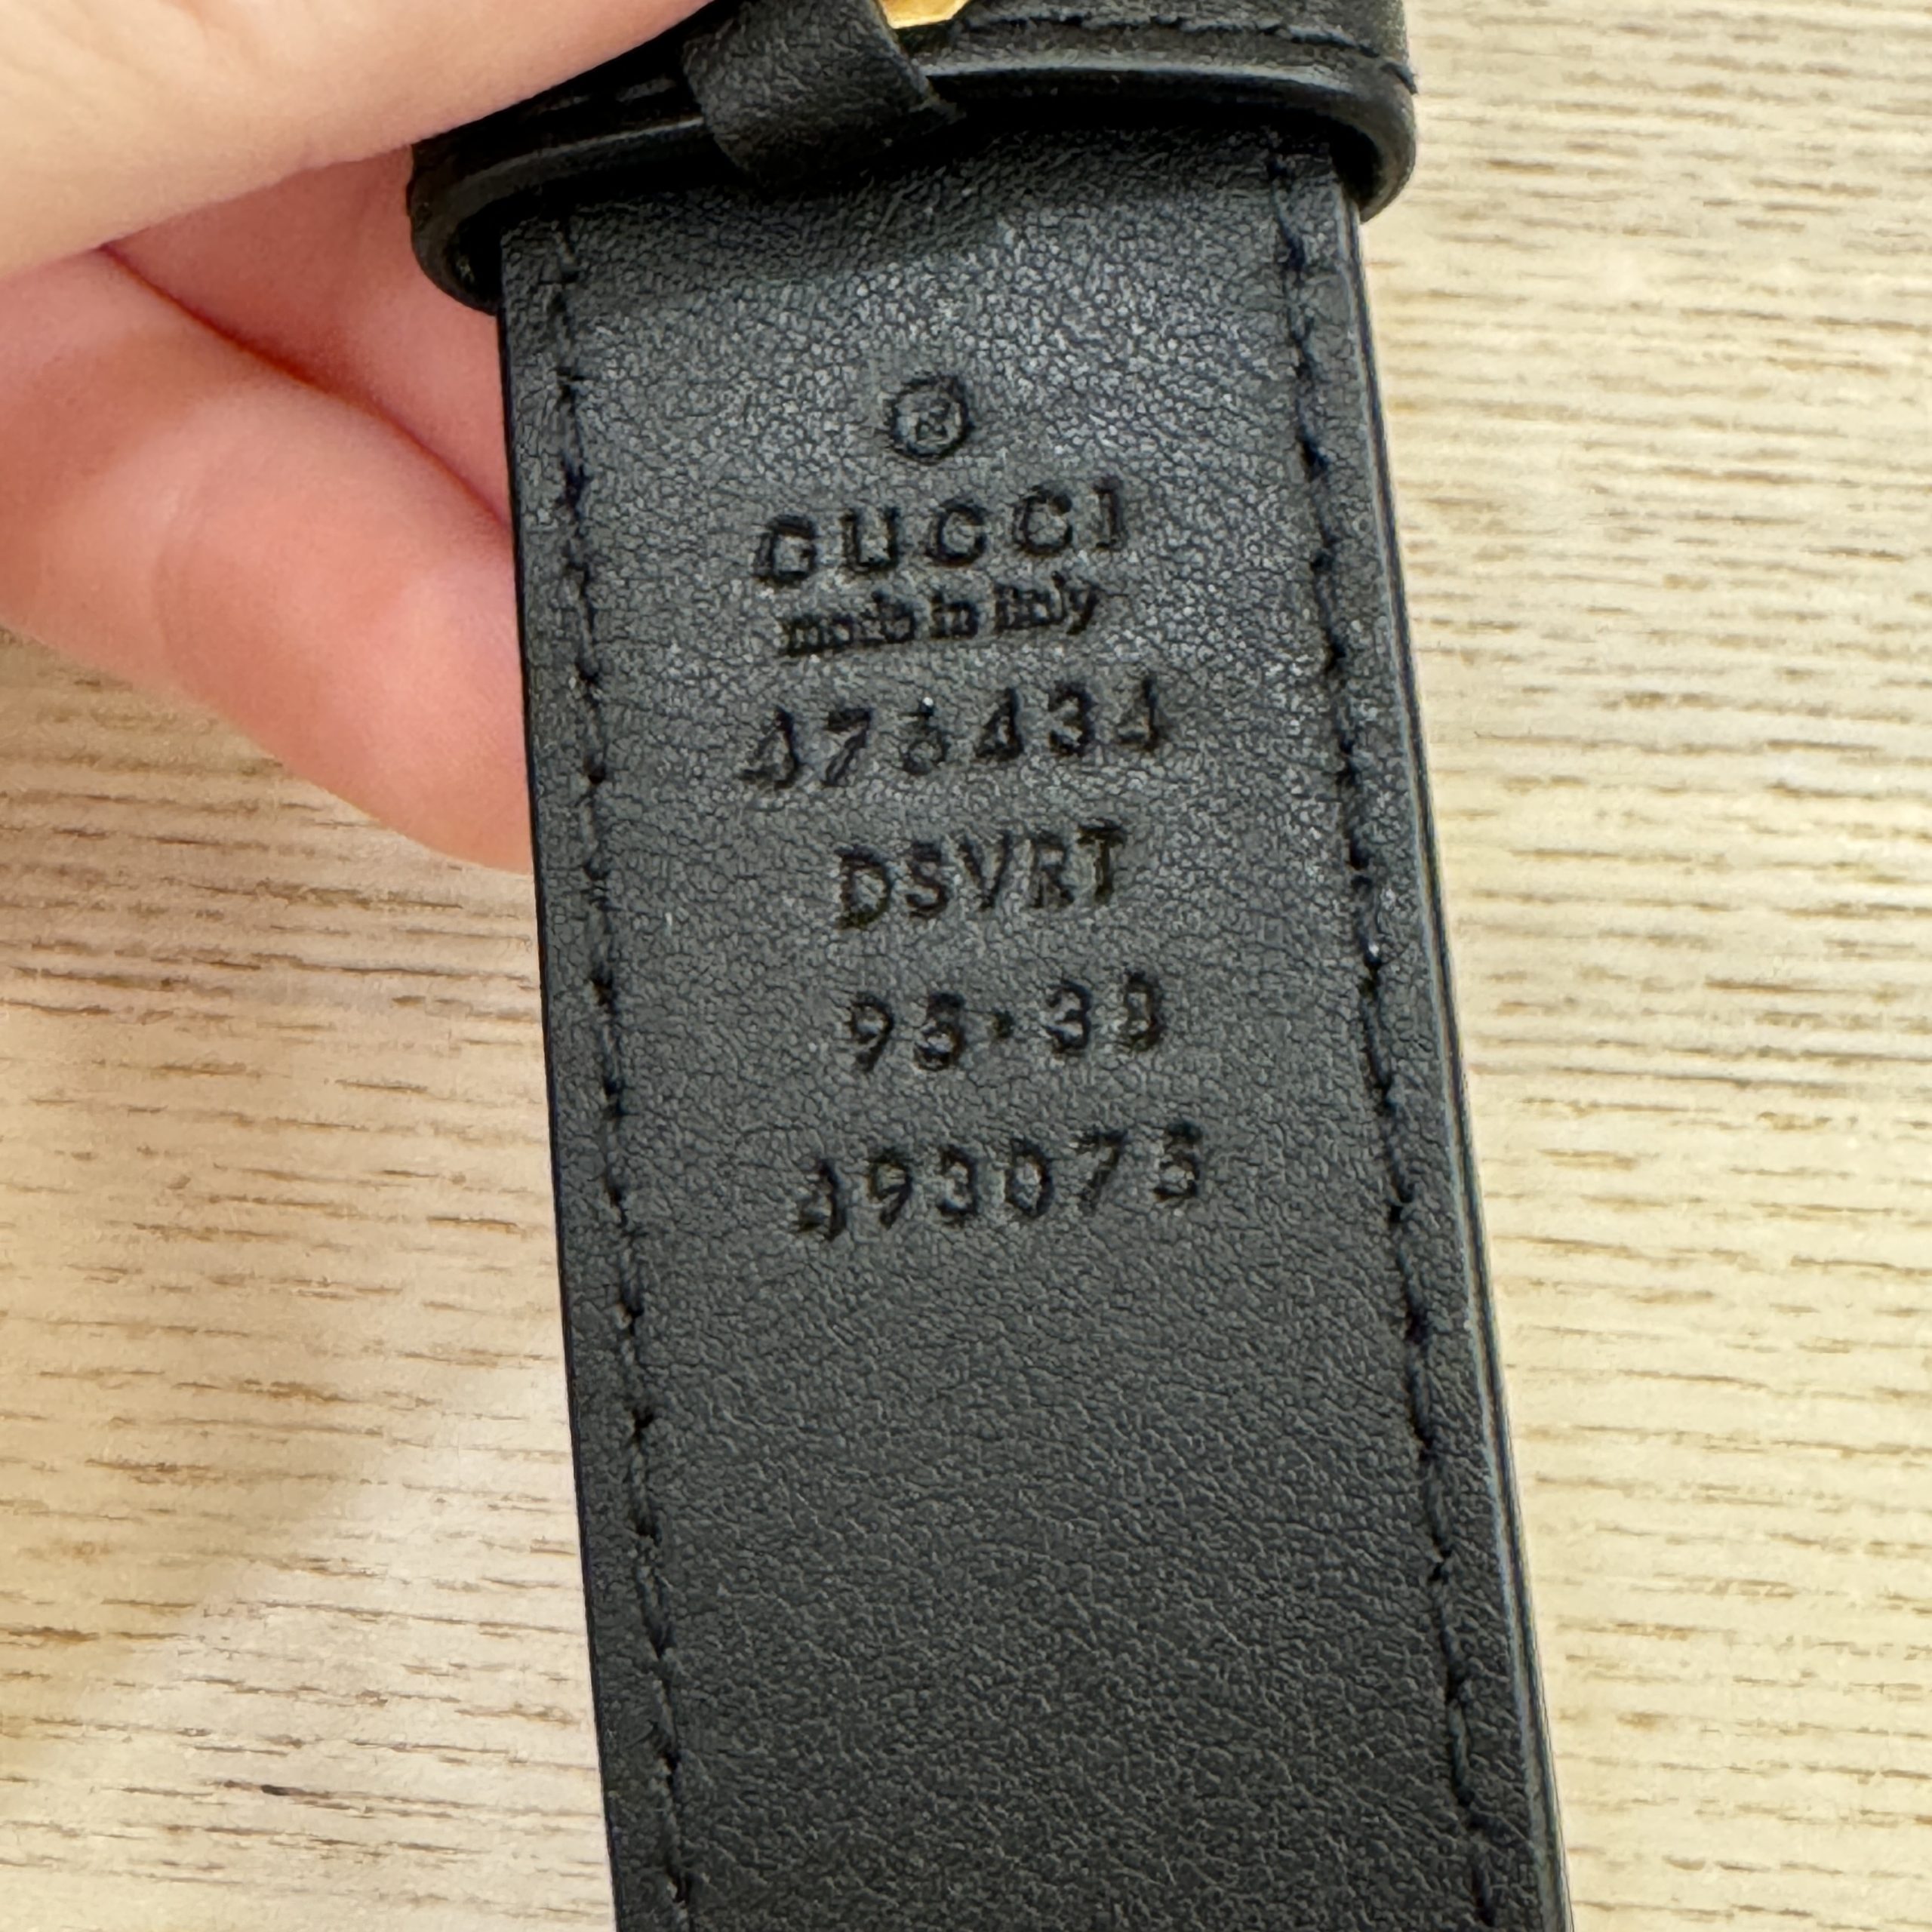 ®
GUCCI
made in italy
476434
DSVRT
95·38
493075